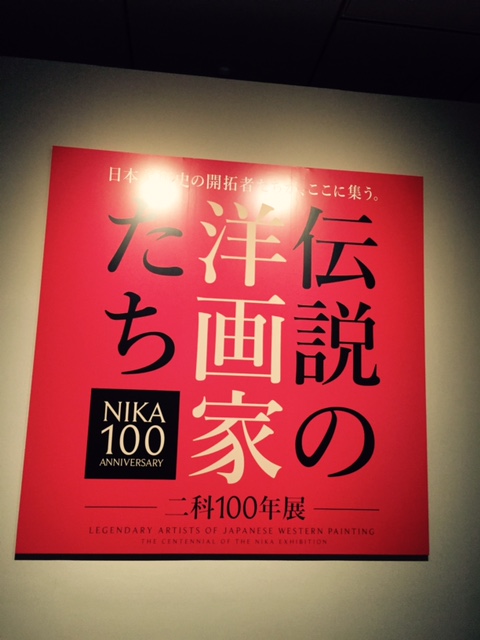 日本 史の開拓者 ここに集う。
伝説の
洋画家
たち
NIKA
100
ANNIVERSARY
二科100年展
LEGENDARY ARTISTS OF JAPANESE WESTERN PAINTING
THE CENTENNIAL OF THE NIKA EXHIBITION